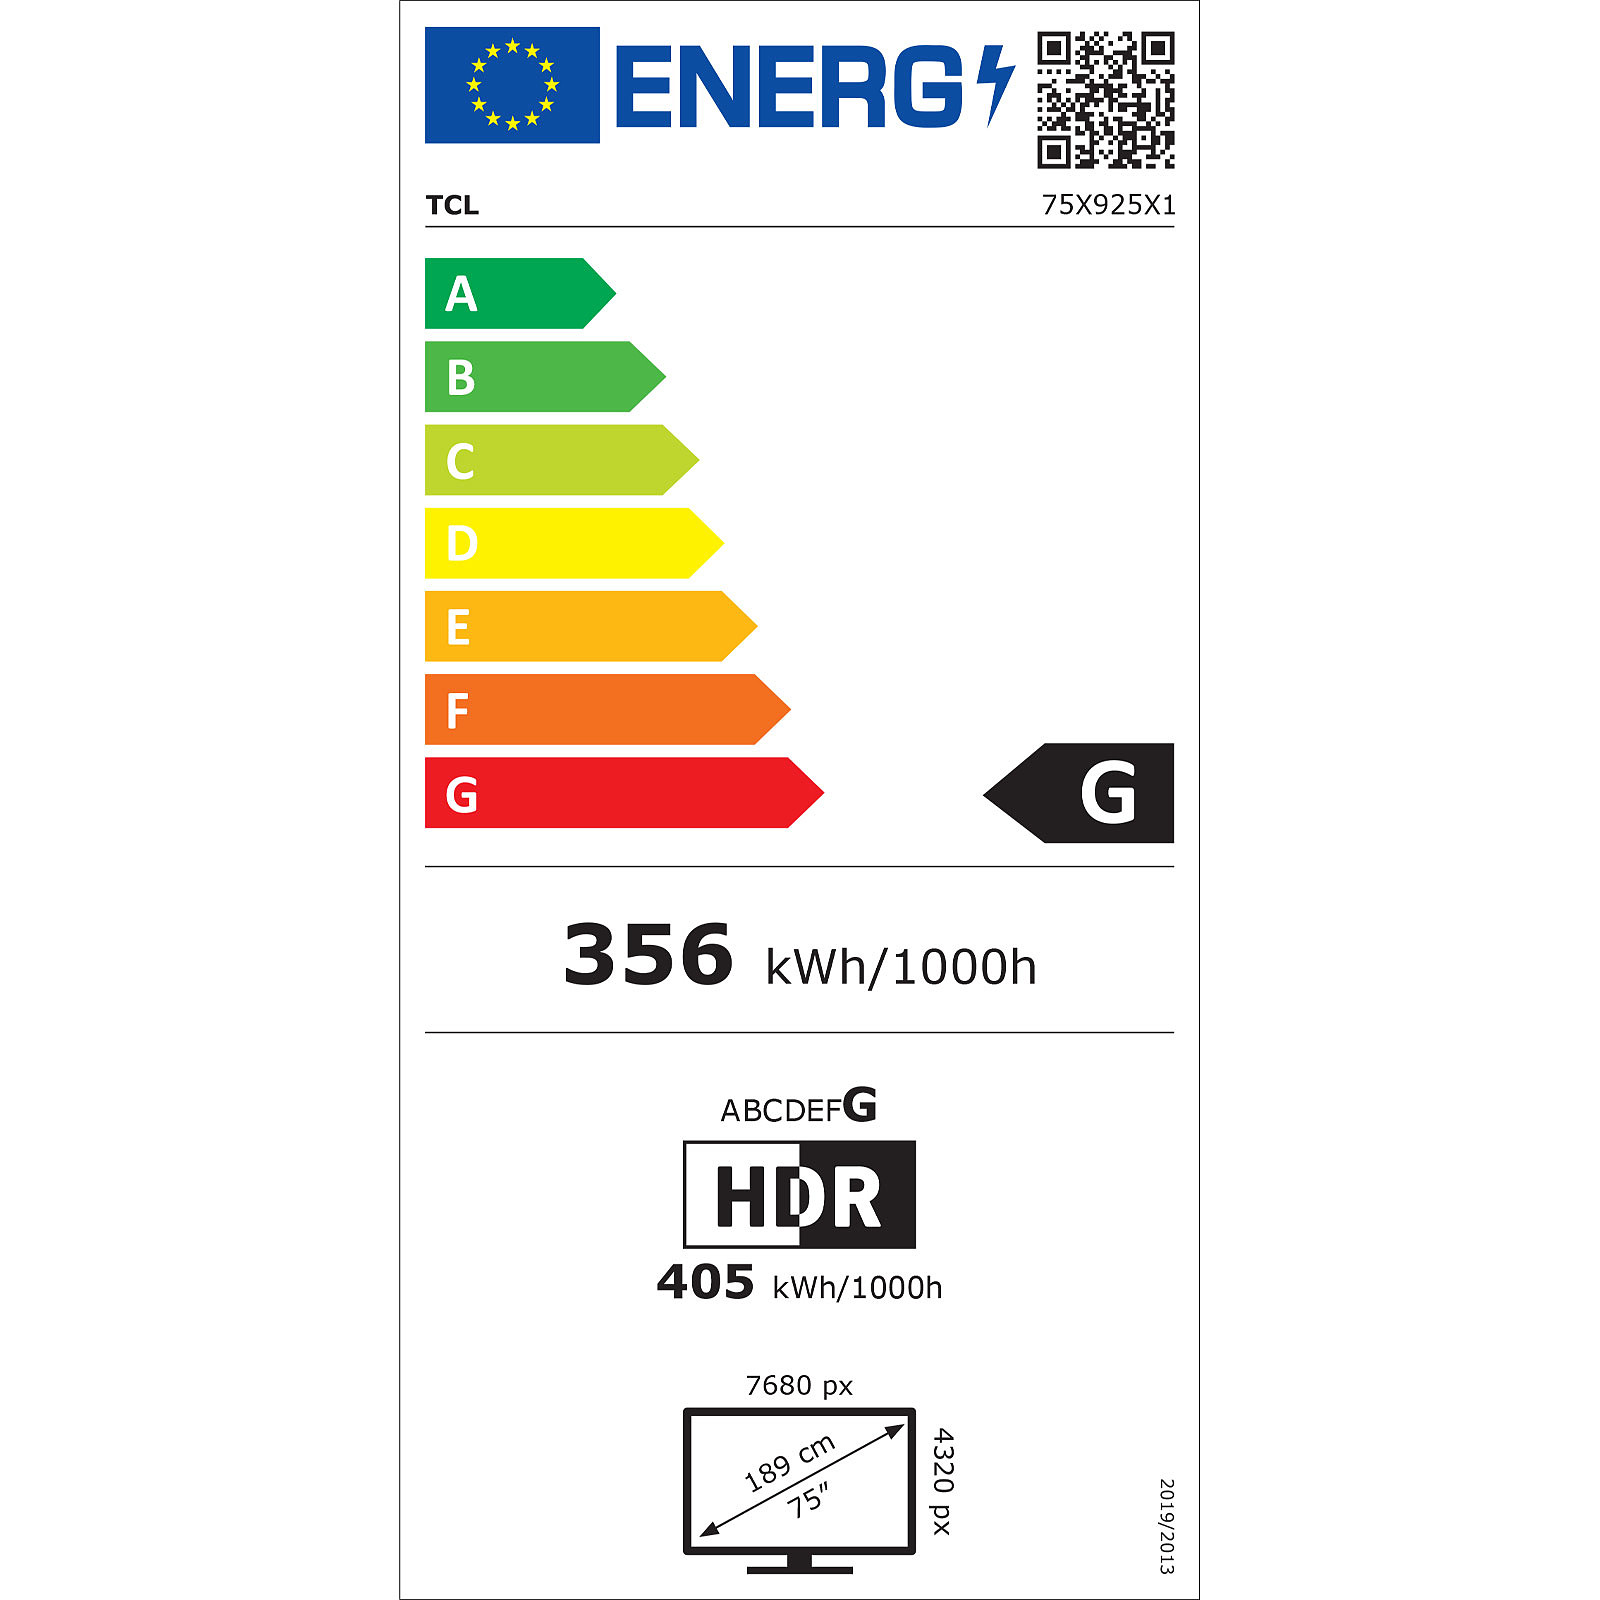 ENERG
TCL
75X925X1
A
B
C
D
E
F
G
G
356 kWh/1000h
ABCDEFG
HDR
405 kWh/1000h
7680 px
189 cm
75"
4320 px
2019/2013